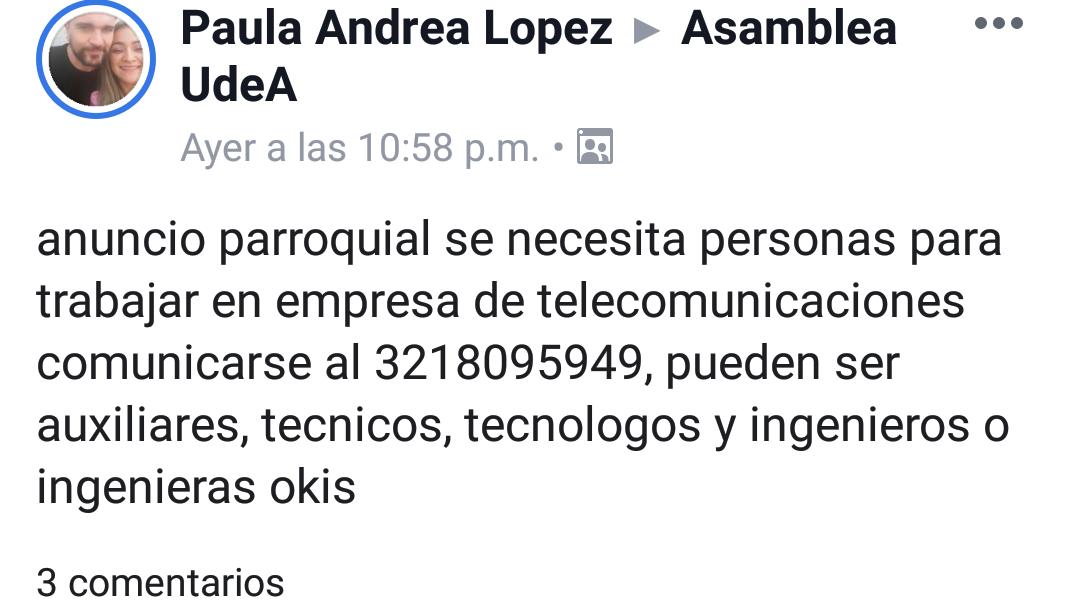 Paula Andrea Lopez ▸ Asamblea
UdeA
Ayer a las 10:58 p.m. •
anuncio parroquial se necesita personas para
trabajar en empresa de telecomunicaciones
comunicarse al 3218095949, pueden ser
auxiliares, tecnicos, tecnologos y ingenieros o
ingenieras okis
3 comentarios